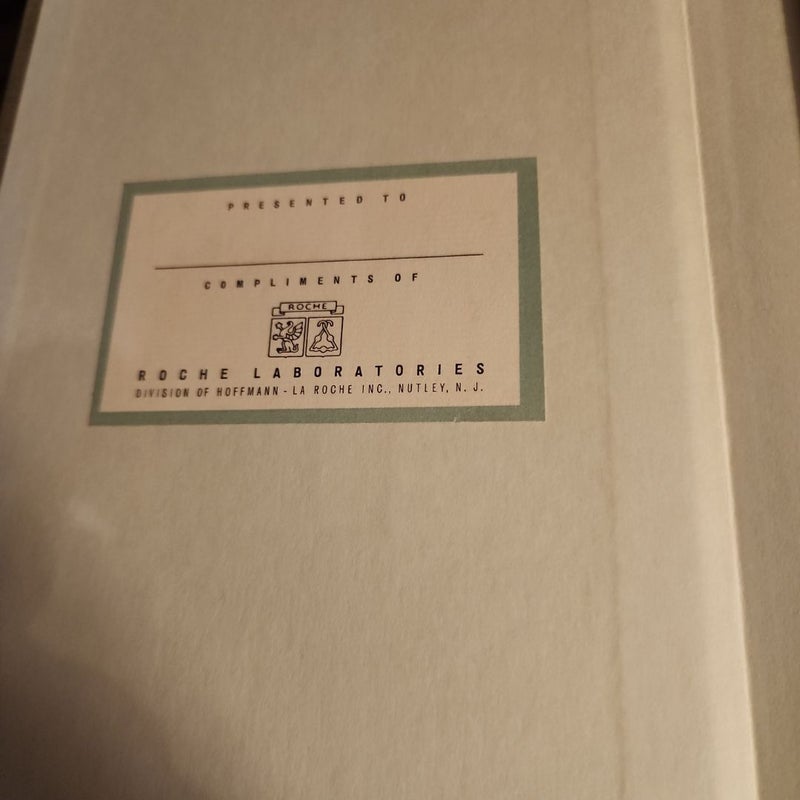 PRESENTED TO
COMPLIMENTS OF
ROCHE
ROCHE LABORATORIES
DIVISION OF HOFFMANN - LA ROCHE INC., NUTLEY, N. J.